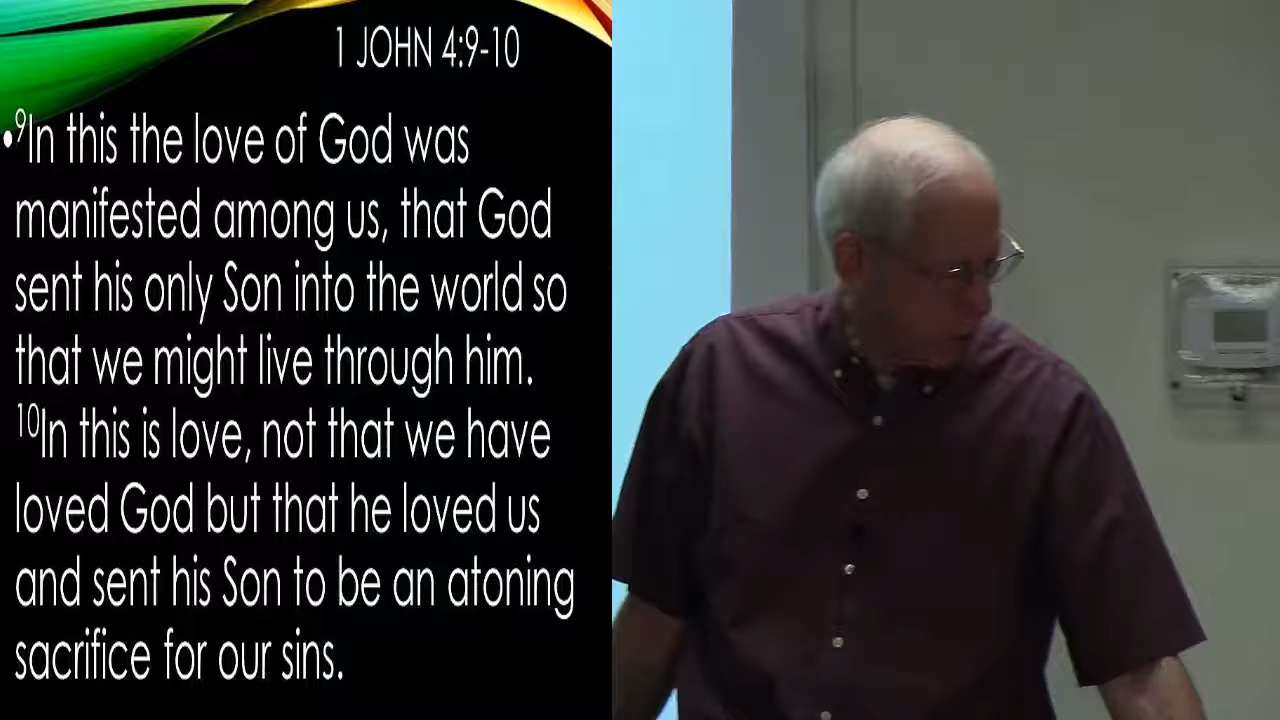 1 JOHN 4:9-10
•⁹In this the love of God was
manifested among us, that God
sent his only Son into the world so
that we might live through him.
¹⁰In this is love, not that we have
loved God but that he loved us
and sent his Son to be an atoning
sacrifice for our sins.